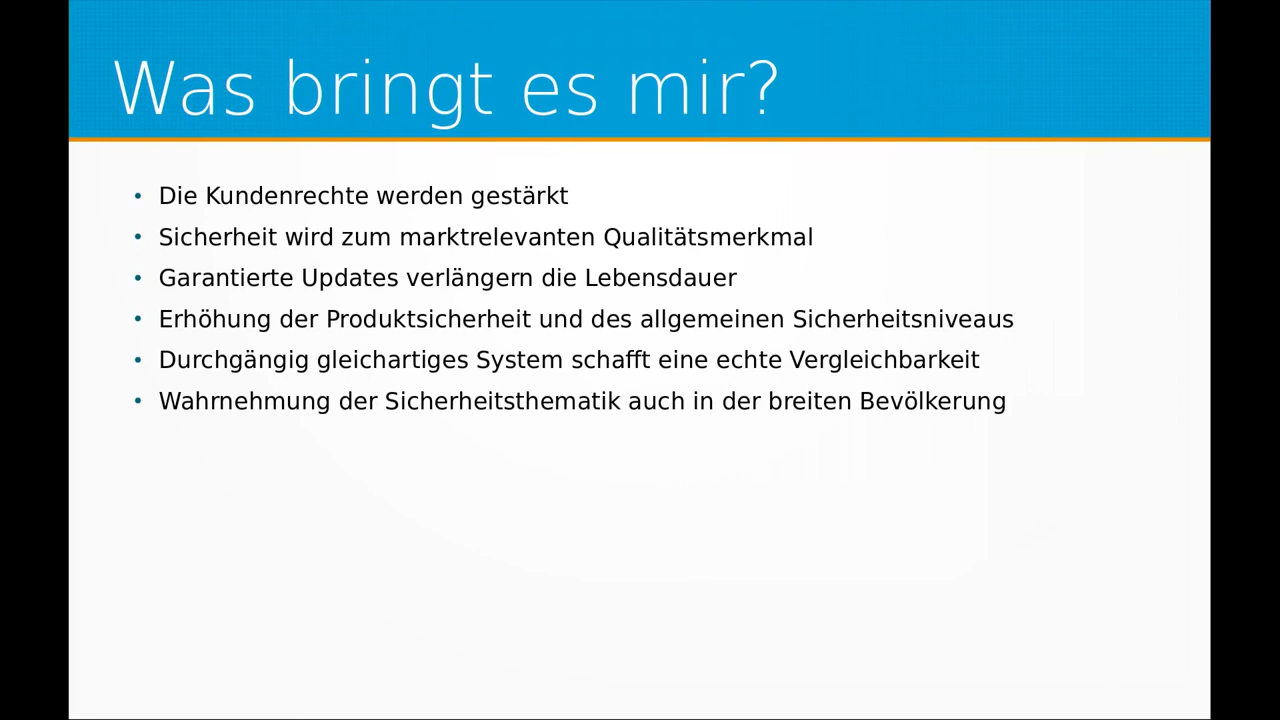 Was bringt es mir?
• Die Kundenrechte werden gestärkt
• Sicherheit wird zum marktrelevanten Qualitätsmerkmal
• Garantierte Updates verlängern die Lebensdauer
• Erhöhung der Produktsicherheit und des allgemeinen Sicherheitsniveaus
• Durchgängig gleichartiges System schafft eine echte Vergleichbarkeit
• Wahrnehmung der Sicherheitsthematik auch in der breiten Bevölkerung